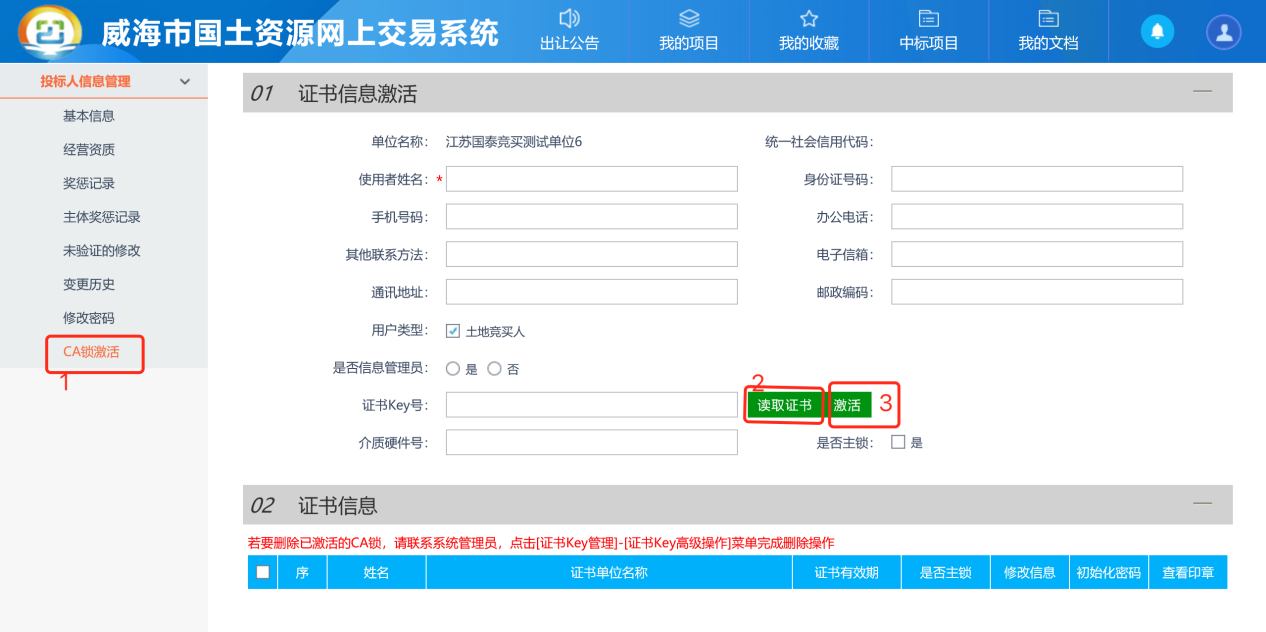 威海市国土资源网上交易系统
出让公告 我的项目 我的收藏 中标项目 我的文档
投标人信息管理
基本信息
经营资质
奖惩记录
主体奖惩记录
未验证的修改
变更历史
修改密码
CA锁激活
1
01 证书信息激活
单位名称: 江苏国泰竞买测试单位6 统一社会信用代码:
使用者姓名: * 身份证号码:
手机号码: 办公电话:
其他联系方法: 电子信箱:
通讯地址: 邮政编码:
用户类型: 土地竞买人
是否信息管理员: 是 否
2
证书Key号: 读取证书 激活 3
介质硬件号: 是否主锁: 是
02 证书信息
若要删除已激活的CA锁，请联系系统管理员，点击[证书Key管理]-[证书Key高级操作]菜单完成删除操作
序 姓名 证书单位名称 证书有效期 是否主锁 修改信息 初始化密码 查看印章